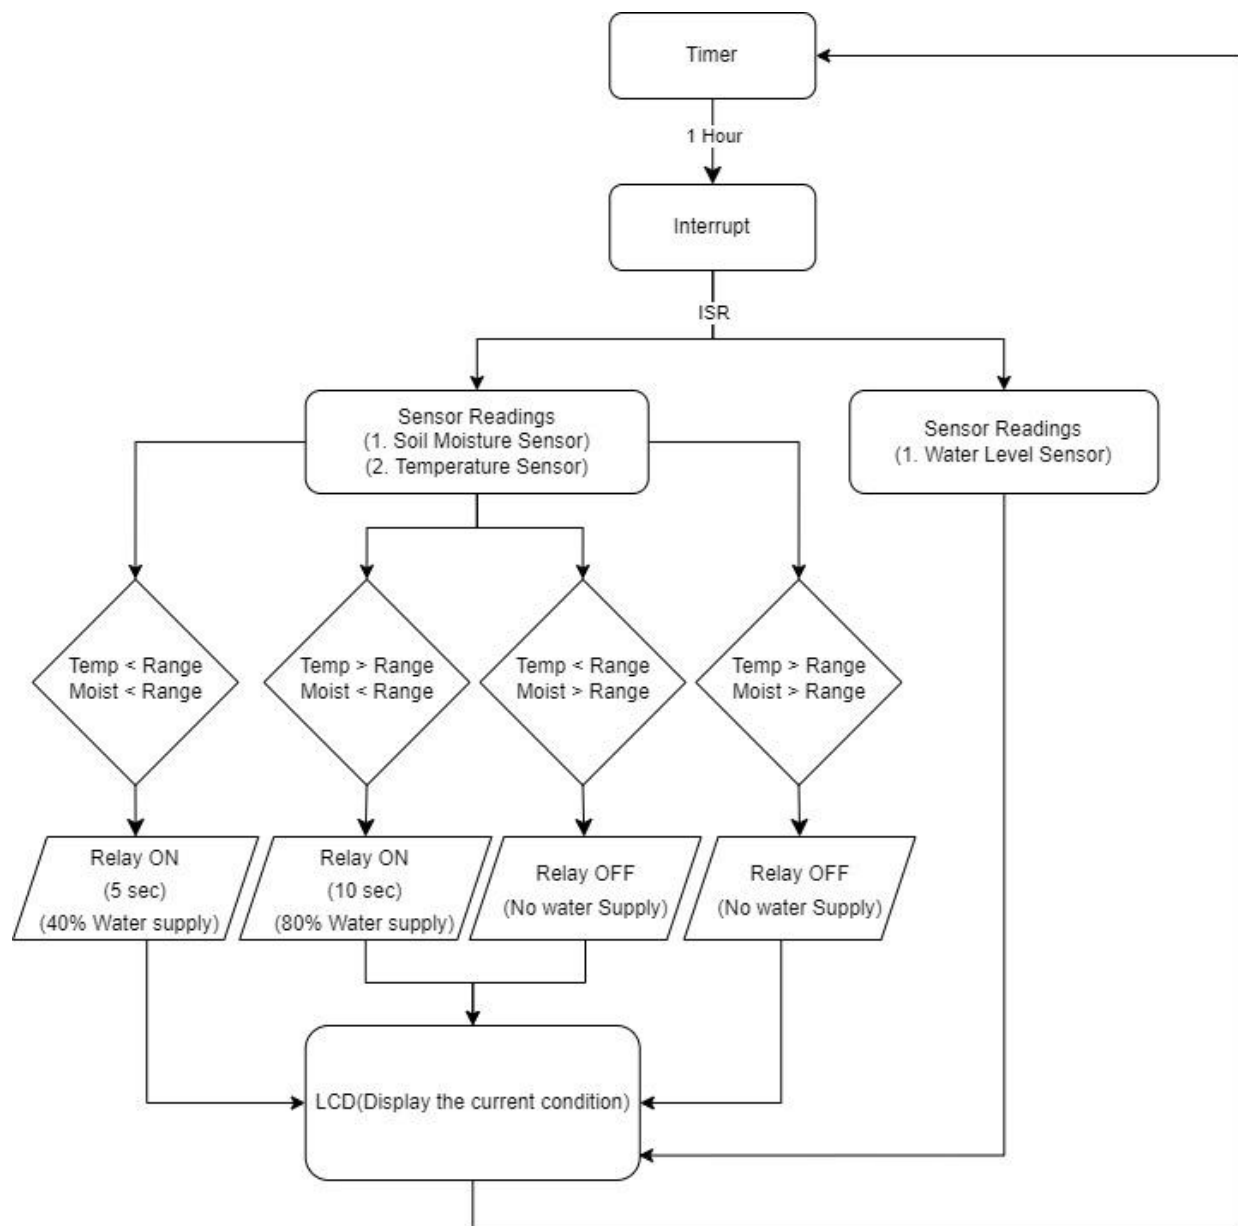 Timer
1 Hour
Interrupt
ISR
Sensor Readings
(1. Soil Moisture Sensor)
(2. Temperature Sensor)
Sensor Readings
(1. Water Level Sensor)
Temp < Range
Moist < Range
Temp > Range
Moist < Range
Temp < Range
Moist > Range
Temp > Range
Moist > Range
Relay ON
(5 sec)
(40% Water supply)
Relay ON
(10 sec)
(80% Water supply)
Relay OFF
(No water Supply)
Relay OFF
(No water Supply)
LCD(Display the current condition)